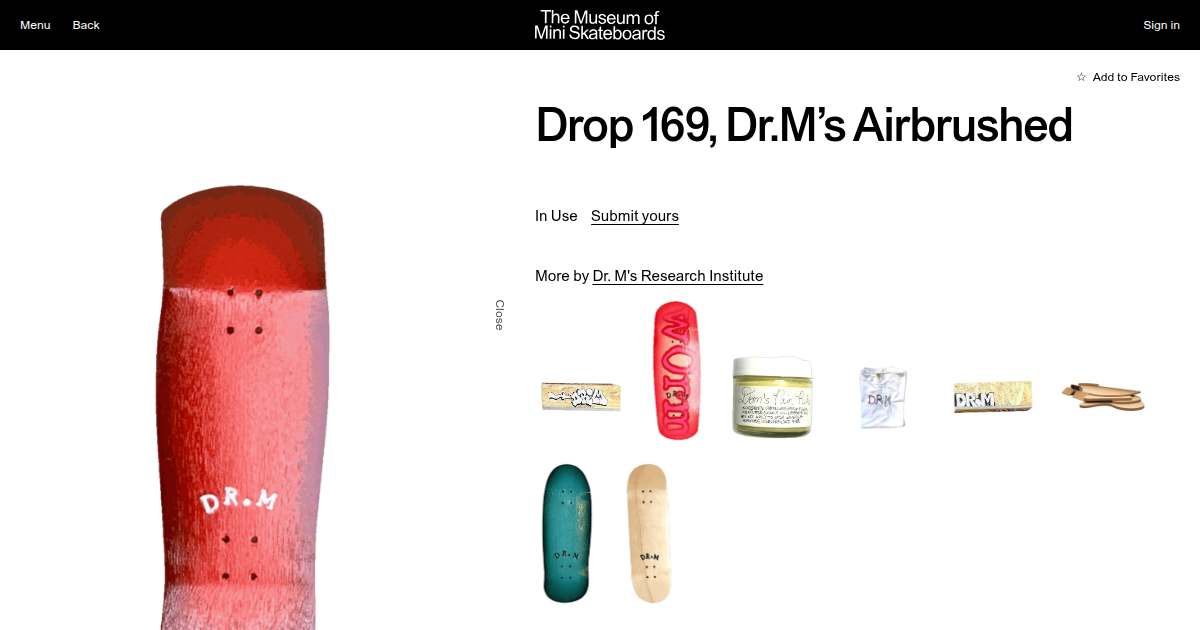 Menu
Back
The Museum of
Mini Skateboards
Sign in
☆ Add to Favorites
Drop 169, Dr.M’s Airbrushed
In Use
Submit yours
More by Dr. M's Research Institute
Close
DR.M
DR.M
DR.M
DR.M
DR.M